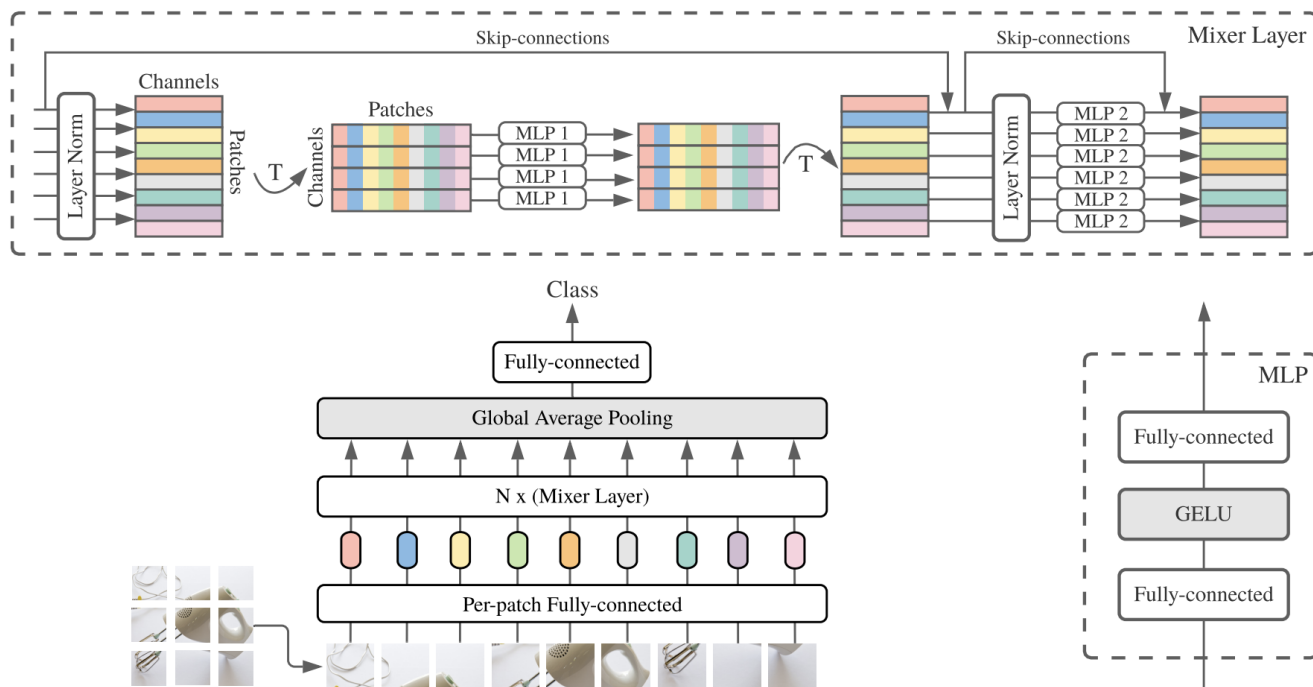 Skip-connections
Skip-connections
Mixer Layer
Channels
Layer Norm
Patches
T
Patches
Channels
MLP 1
MLP 1
MLP 1
MLP 1
T
Layer Norm
MLP 2
MLP 2
MLP 2
MLP 2
MLP 2
MLP 2
Class
Fully-connected
Global Average Pooling
N x (Mixer Layer)
Per-patch Fully-connected
MLP
Fully-connected
GELU
Fully-connected